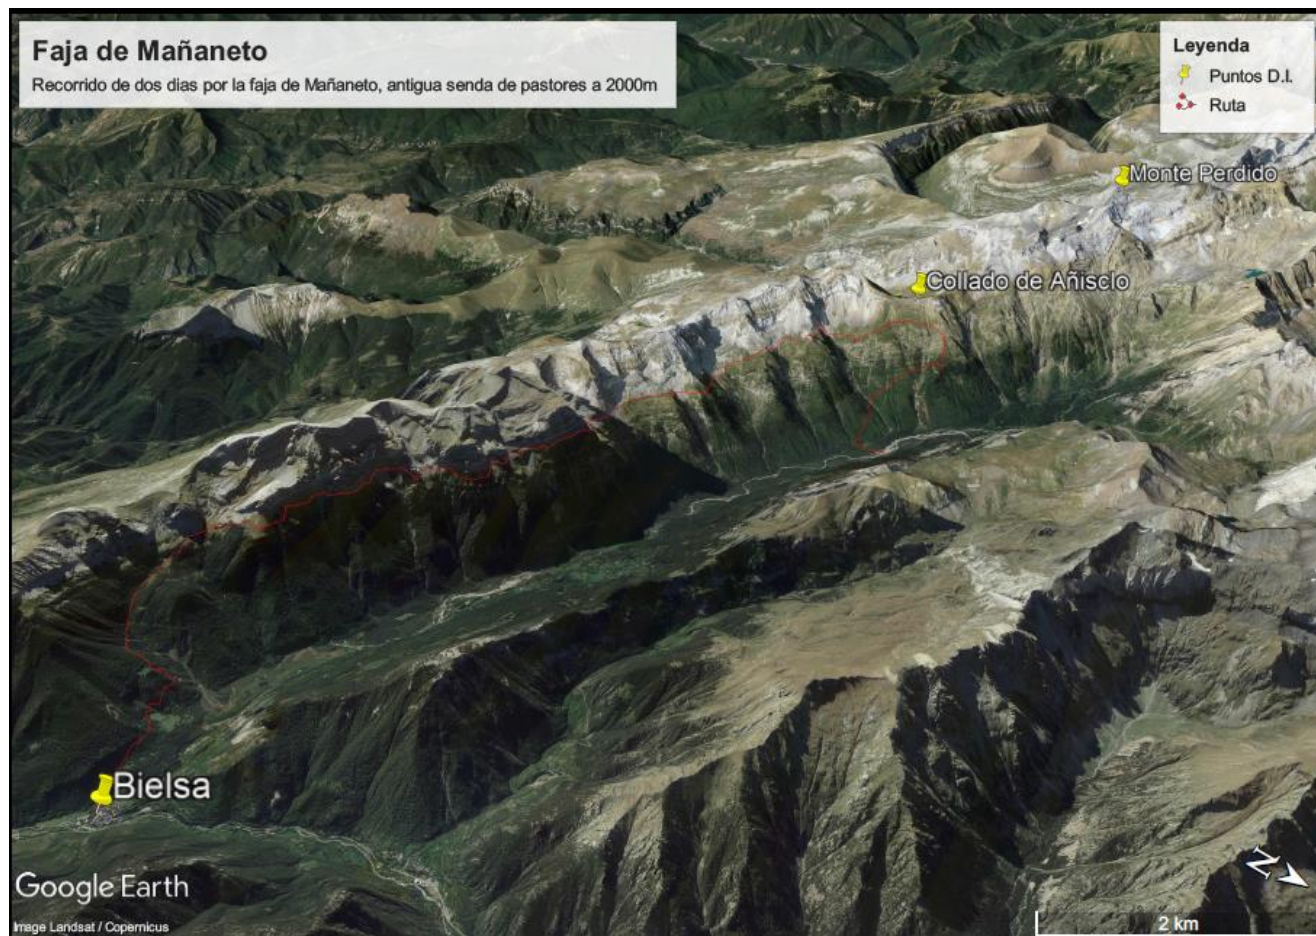 Faja de Mañaneto
Recorrido de dos dias por la faja de Mañaneto, antigua senda de pastores a 2000m
Leyenda
Puntos D.I.
Ruta
Monte Perdido
Collado de Añisclo
Bielsa
Google Earth
Image Landsat / Copernicus
N
2 km